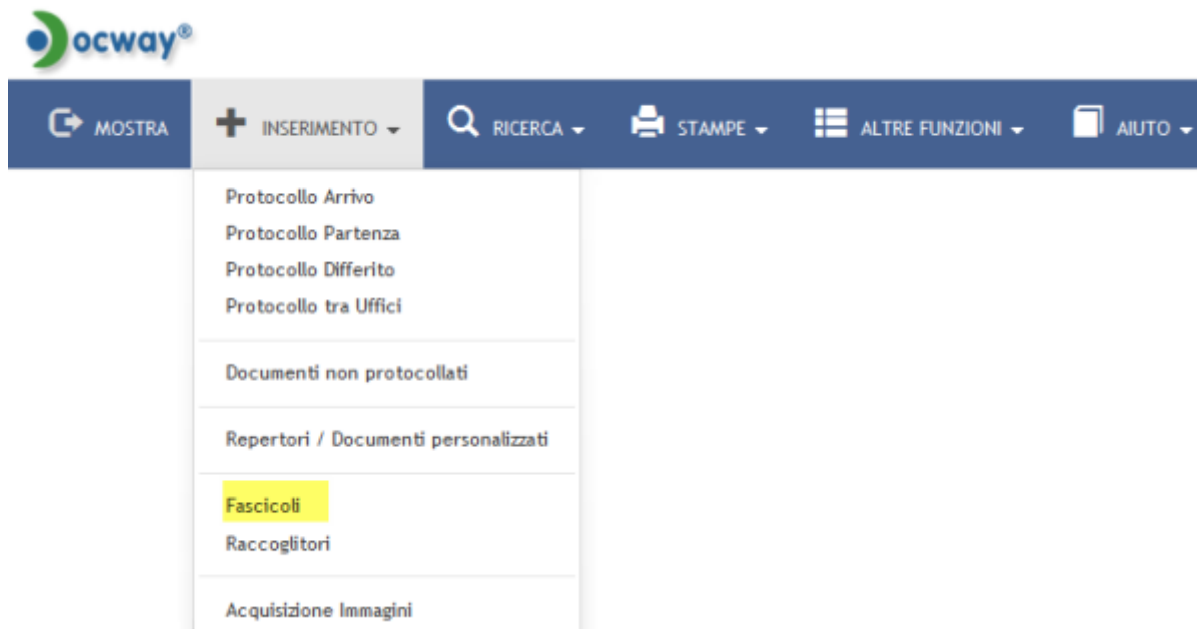 Docway®
MOSTRA INSERIMENTO RICERCA STAMPE ALTRE FUNZIONI AIUTO
Protocollo Arrivo
Protocollo Partenza
Protocollo Differito
Protocollo tra Uffici
Documenti non protocollati
Repertori / Documenti personalizzati
Fascicoli
Raccoglitori
Acquisizione Immagini